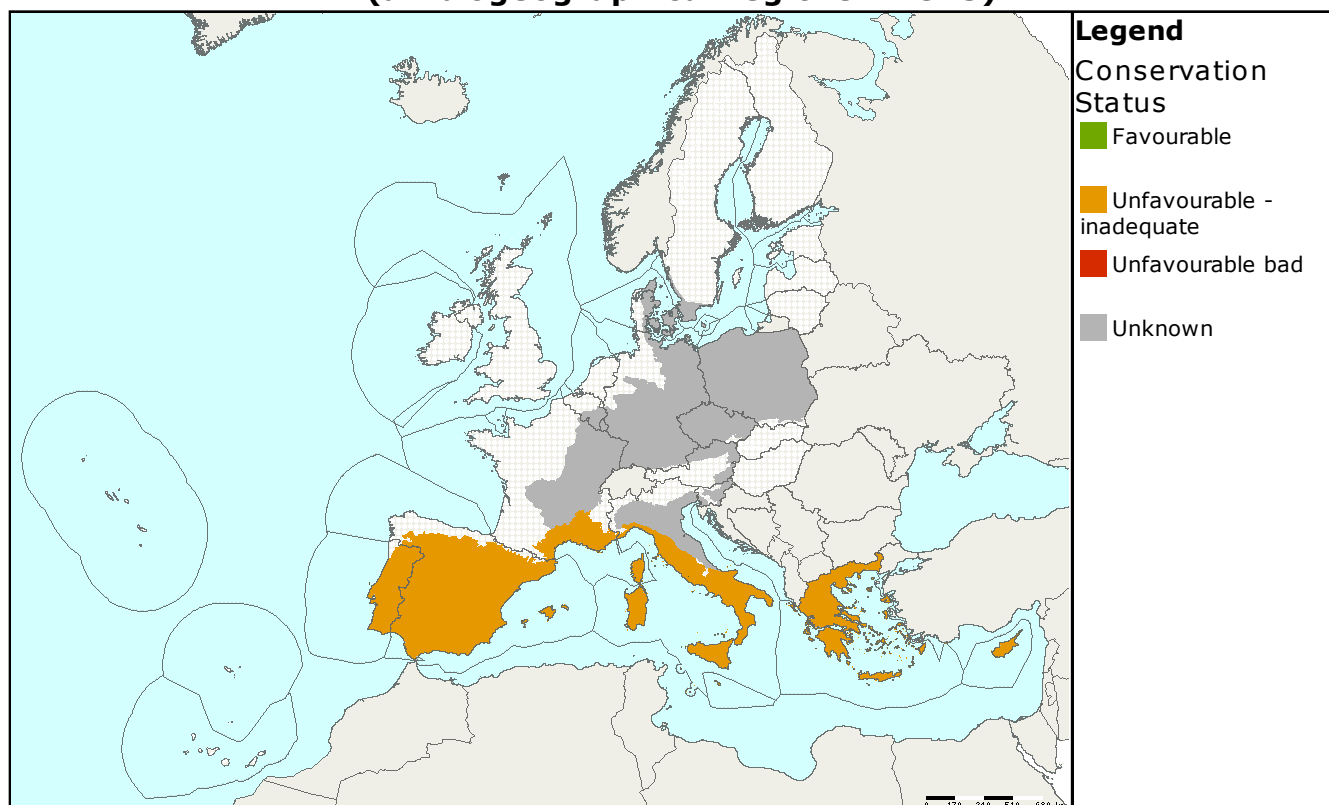 Legend
Conservation
Status
Favourable
Unfavourable -
inadequate
Unfavourable bad
Unknown